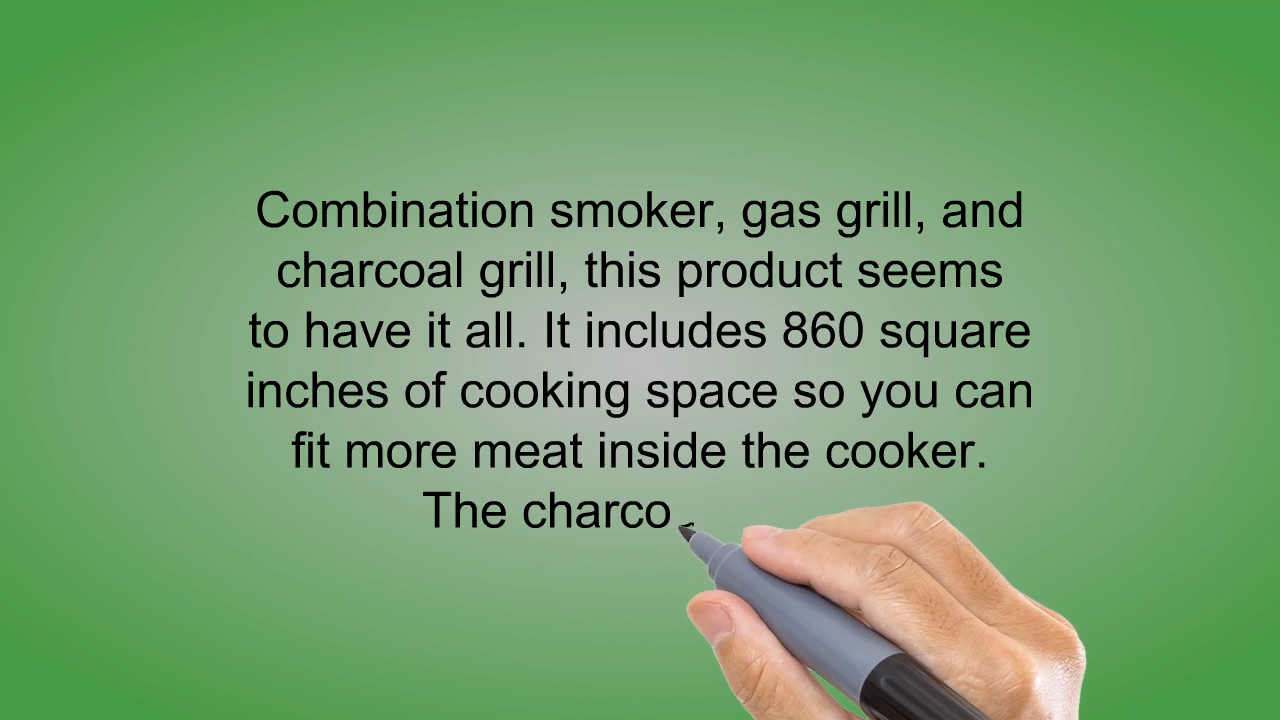 Combination smoker, gas grill, and
charcoal grill, this product seems
to have it all. It includes 860 square
inches of cooking space so you can
fit more meat inside the cooker.
The charco